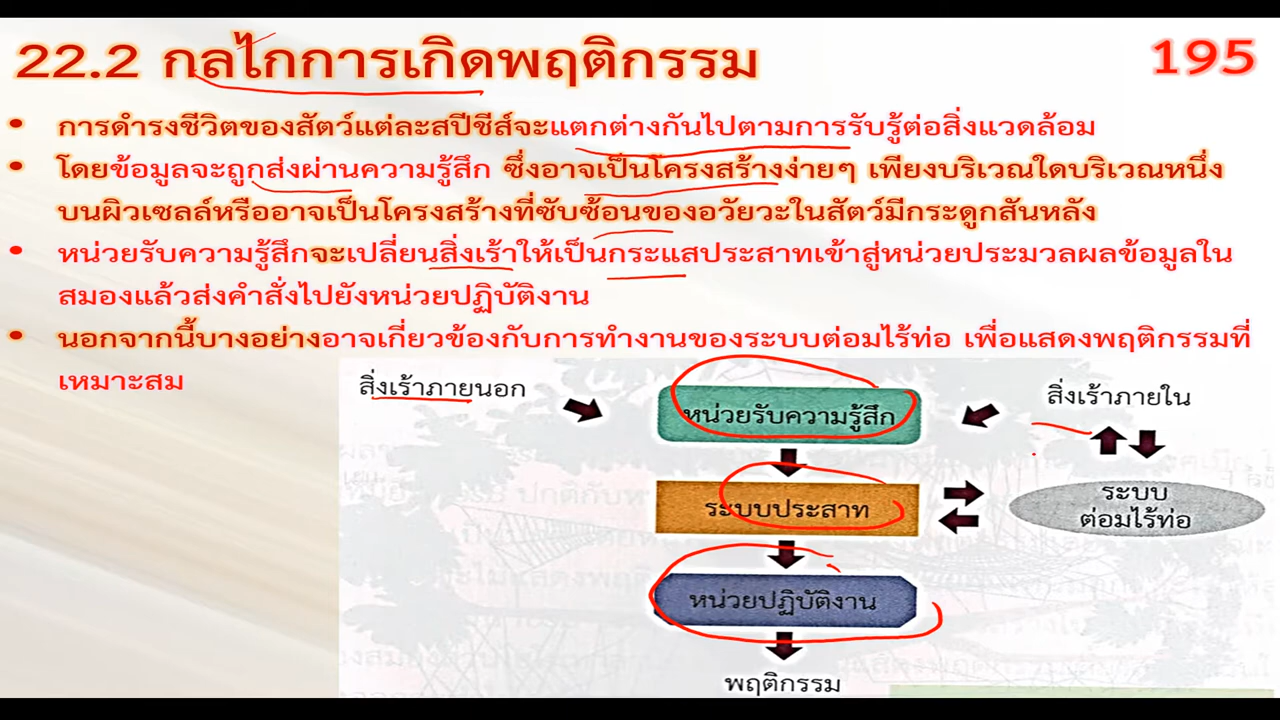 22.2 กลไกการเกิดพฤติกรรม
195
• การดำรงชีวิตของสัตว์แต่ละสปีชีส์จะแตกต่างกันไปตามการรับรู้ต่อสิ่งแวดล้อม
• โดยข้อมูลจะถูกส่งผ่านความรู้สึก ซึ่งอาจเป็นโครงสร้างง่ายๆ เพียงบริเวณใดบริเวณหนึ่ง
บนผิวเซลล์หรืออาจเป็นโครงสร้างที่ซับซ้อนของอวัยวะในสัตว์มีกระดูกสันหลัง
• หน่วยรับความรู้สึกจะเปลี่ยนสิ่งเร้าให้เป็นกระแสประสาทเข้าสู่หน่วยประมวลผลข้อมูลใน
สมองแล้วส่งคำสั่งไปยังหน่วยปฏิบัติงาน
• นอกจากนี้บางอย่างอาจเกี่ยวข้องกับการทำงานของระบบต่อมไร้ท่อ เพื่อแสดงพฤติกรรมที่
เหมาะสม
สิ่งเร้าภายนอก
หน่วยรับความรู้สึก
สิ่งเร้าภายใน
ระบบประสาท
ระบบ
ต่อมไร้ท่อ
หน่วยปฏิบัติงาน
พฤติกรรม